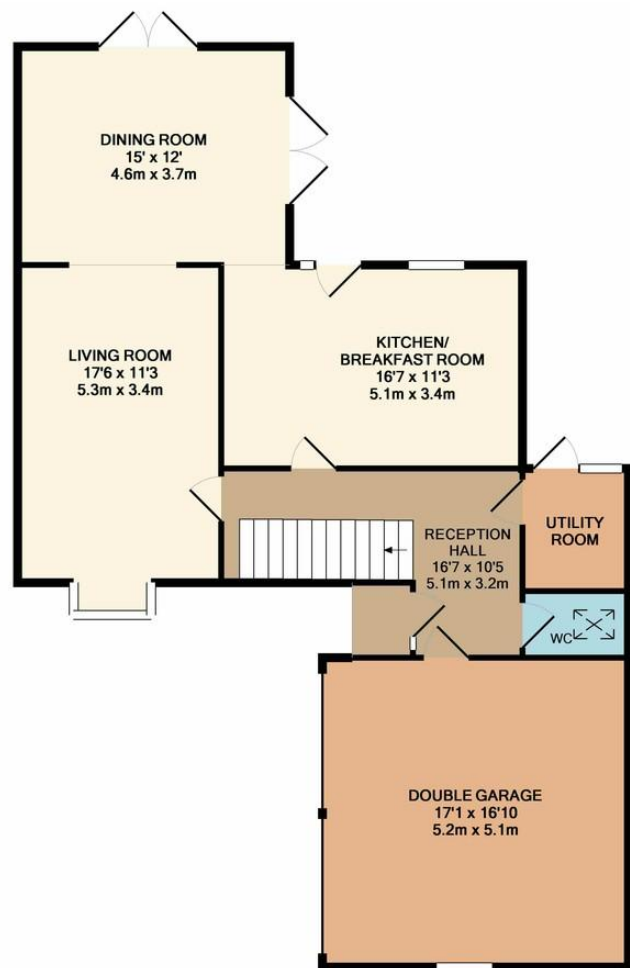 DINING ROOM
15' x 12'
4.6m x 3.7m
LIVING ROOM
17'6 x 11'3
5.3m x 3.4m
KITCHEN/
BREAKFAST ROOM
16'7 x 11'3
5.1m x 3.4m
RECEPTION
HALL
16'7 x 10'5
5.1m x 3.2m
UTILITY
ROOM
WC
DOUBLE GARAGE
17'1 x 16'10
5.2m x 5.1m